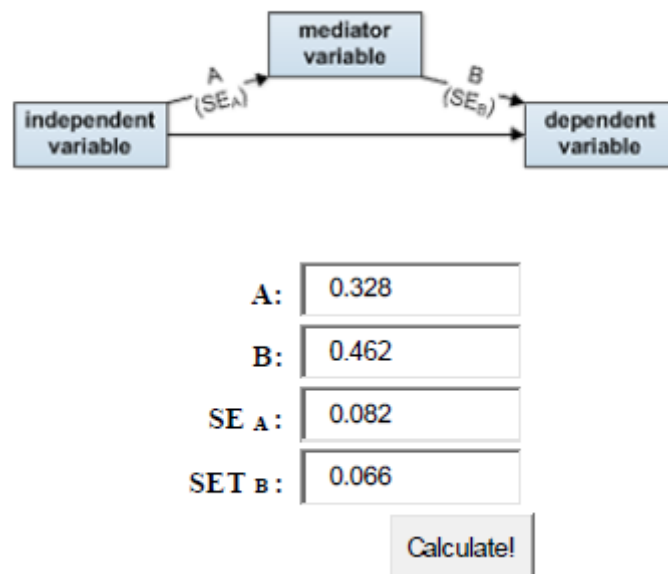 mediator
variable
A
(SEA)
B
(SEB)
independent
variable
dependent
variable
A: 0.328
B: 0.462
SE A: 0.082
SET B: 0.066
Calculate!